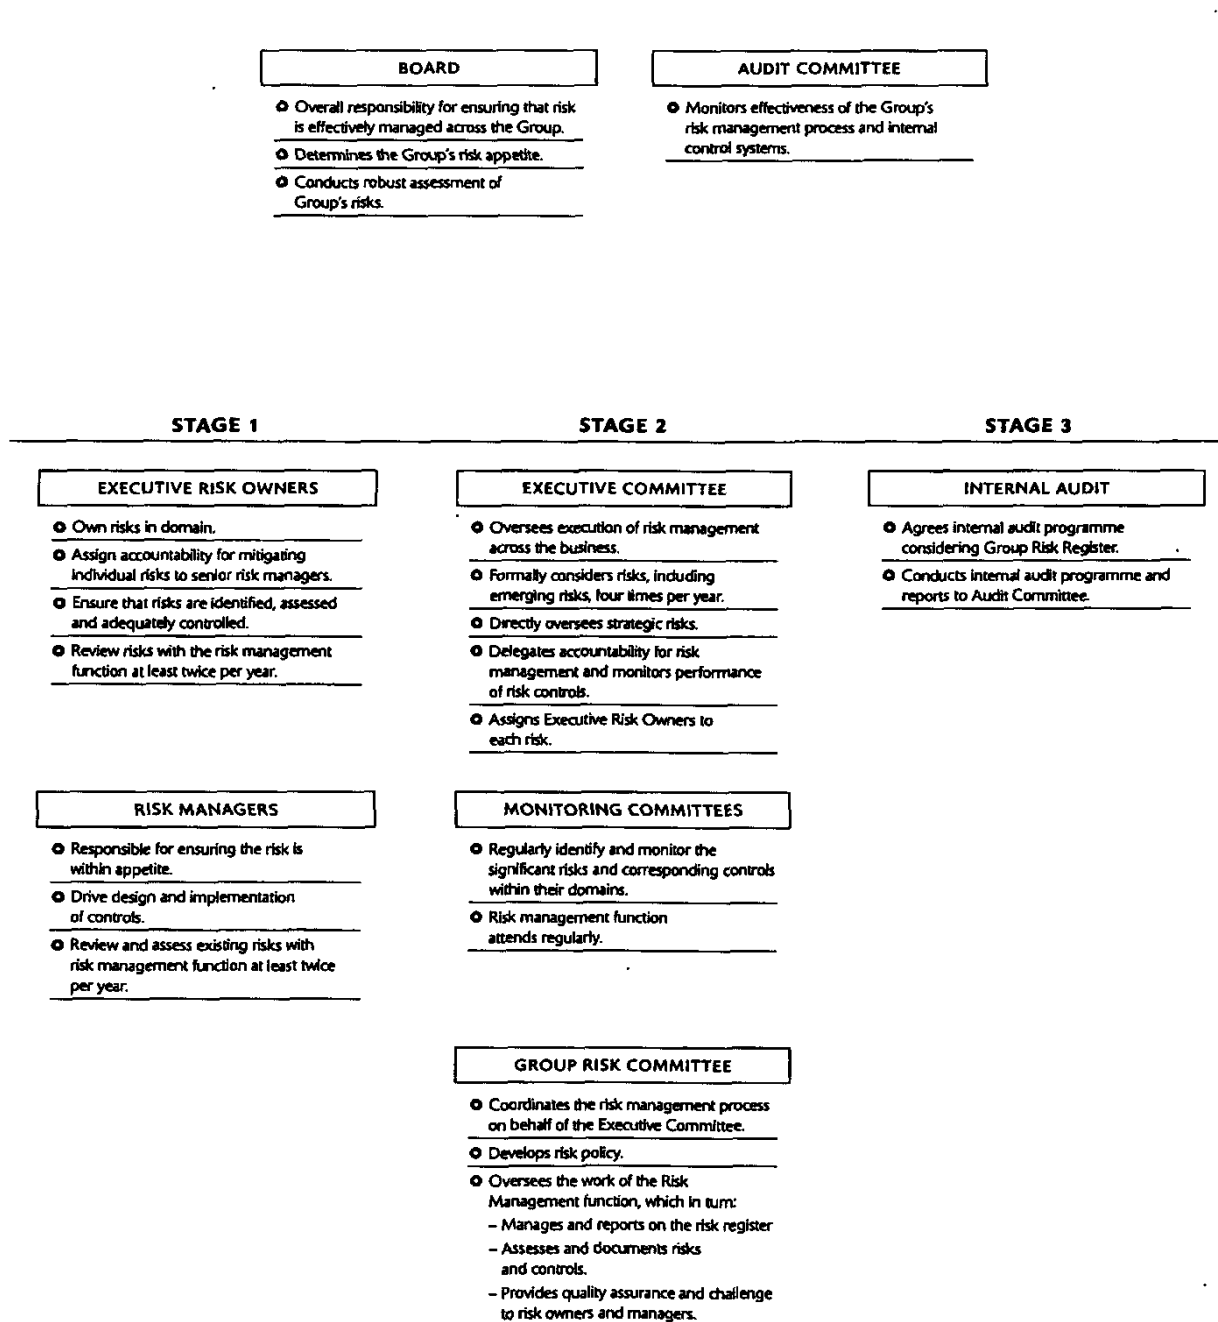 BOARD
Overall responsibility for ensuring that risk
is effectively managed across the Group.
Determines the Group's risk appetite.
Conducts robust assessment of
Group's risks.
AUDIT COMMITTEE
Monitors effectiveness of the Group's
risk management process and internal
control systems.
STAGE 1
STAGE 2
STAGE 3
EXECUTIVE RISK OWNERS
Own risks in domain.
Assign accountability for mitigating
individual risks to senior risk managers.
Ensure that risks are identified, assessed
and adequately controlled.
Review risks with the risk management
function at least twice per year.
RISK MANAGERS
Responsible for ensuring the risk is
within appetite.
Drive design and implementation
of controls.
Review and assess existing risks with
risk management function at least twice
per year.
EXECUTIVE COMMITTEE
Oversees execution of risk management
across the business.
Formally considers risks, including
emerging risks, four times per year.
Directly oversees strategic risks.
Delegates accountability for risk
management and monitors performance
of risk controls.
Assigns Executive Risk Owners to
each risk.
MONITORING COMMITTEES
Regularly identify and monitor the
significant risks and corresponding controls
within their domains.
Risk management function
attends regularly.
GROUP RISK COMMITTEE
Coordinates the risk management process
on behalf of the Executive Committee.
Develops risk policy.
Oversees the work of the Risk
Management function, which in turn:
– Manages and reports on the risk register
– Assesses and documents risks
and controls.
– Provides quality assurance and challenge
to risk owners and managers.
INTERNAL AUDIT
Agrees internal audit programme
considering Group Risk Register.
Conducts internal audit programme and
reports to Audit Committee.